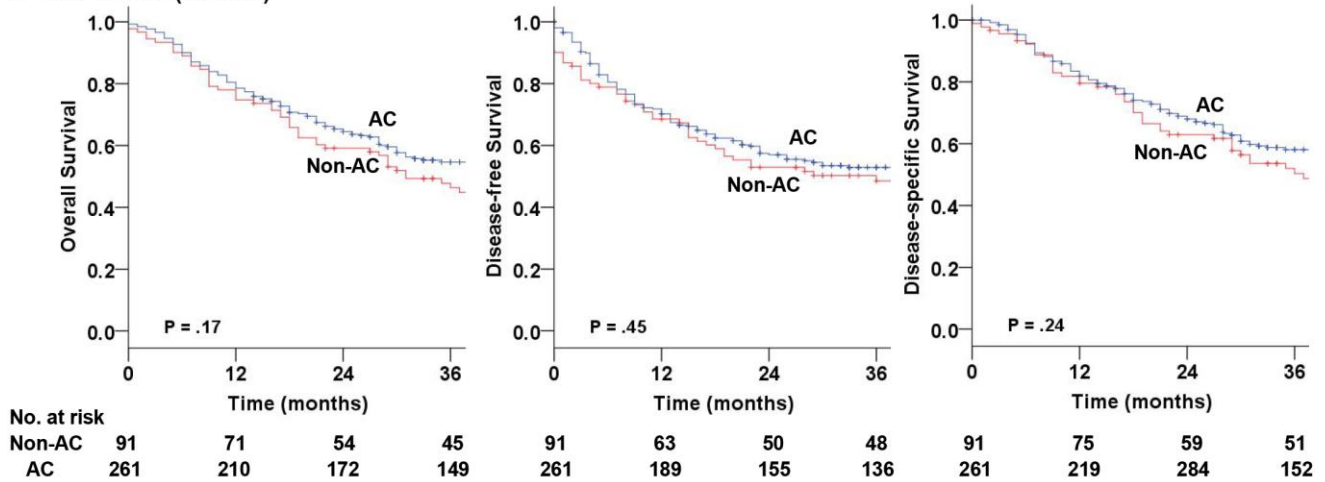 1.0
0.8
0.6
0.4
0.2
0.0
Overall Survival
AC
Non-AC
P = .17
0 12 24 36
Time (months)
1.0
0.8
0.6
0.4
0.2
0.0
Disease-free Survival
AC
Non-AC
P = .45
0 12 24 36
Time (months)
1.0
0.8
0.6
0.4
0.2
0.0
Disease-specific Survival
AC
Non-AC
P = .24
0 12 24 36
Time (months)
No. at risk
Non-AC 91 71 54 45 91 63 50 48 91 75 59 51
AC 261 210 172 149 261 189 155 136 261 219 284 152